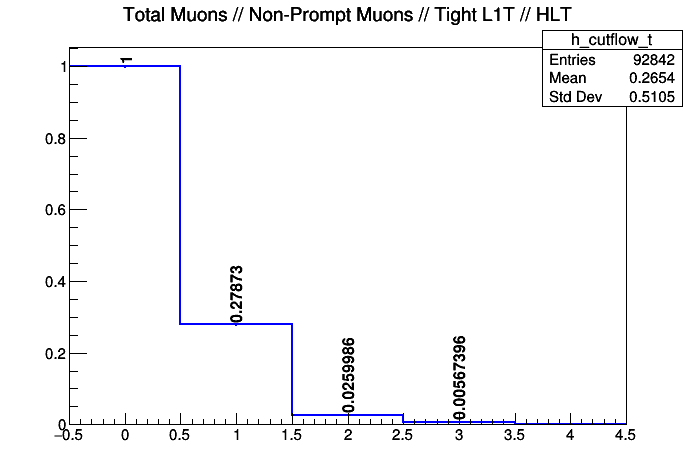 Total Muons // Non-Prompt Muons // Tight L1T // HLT
h_cutflow_t
Entries 92842
Mean 0.2654
Std Dev 0.5105
1
0.27873
0.0259986
0.00567396
1
0.8
0.6
0.4
0.2
0
−0.5 0 0.5 1 1.5 2 2.5 3 3.5 4 4.5